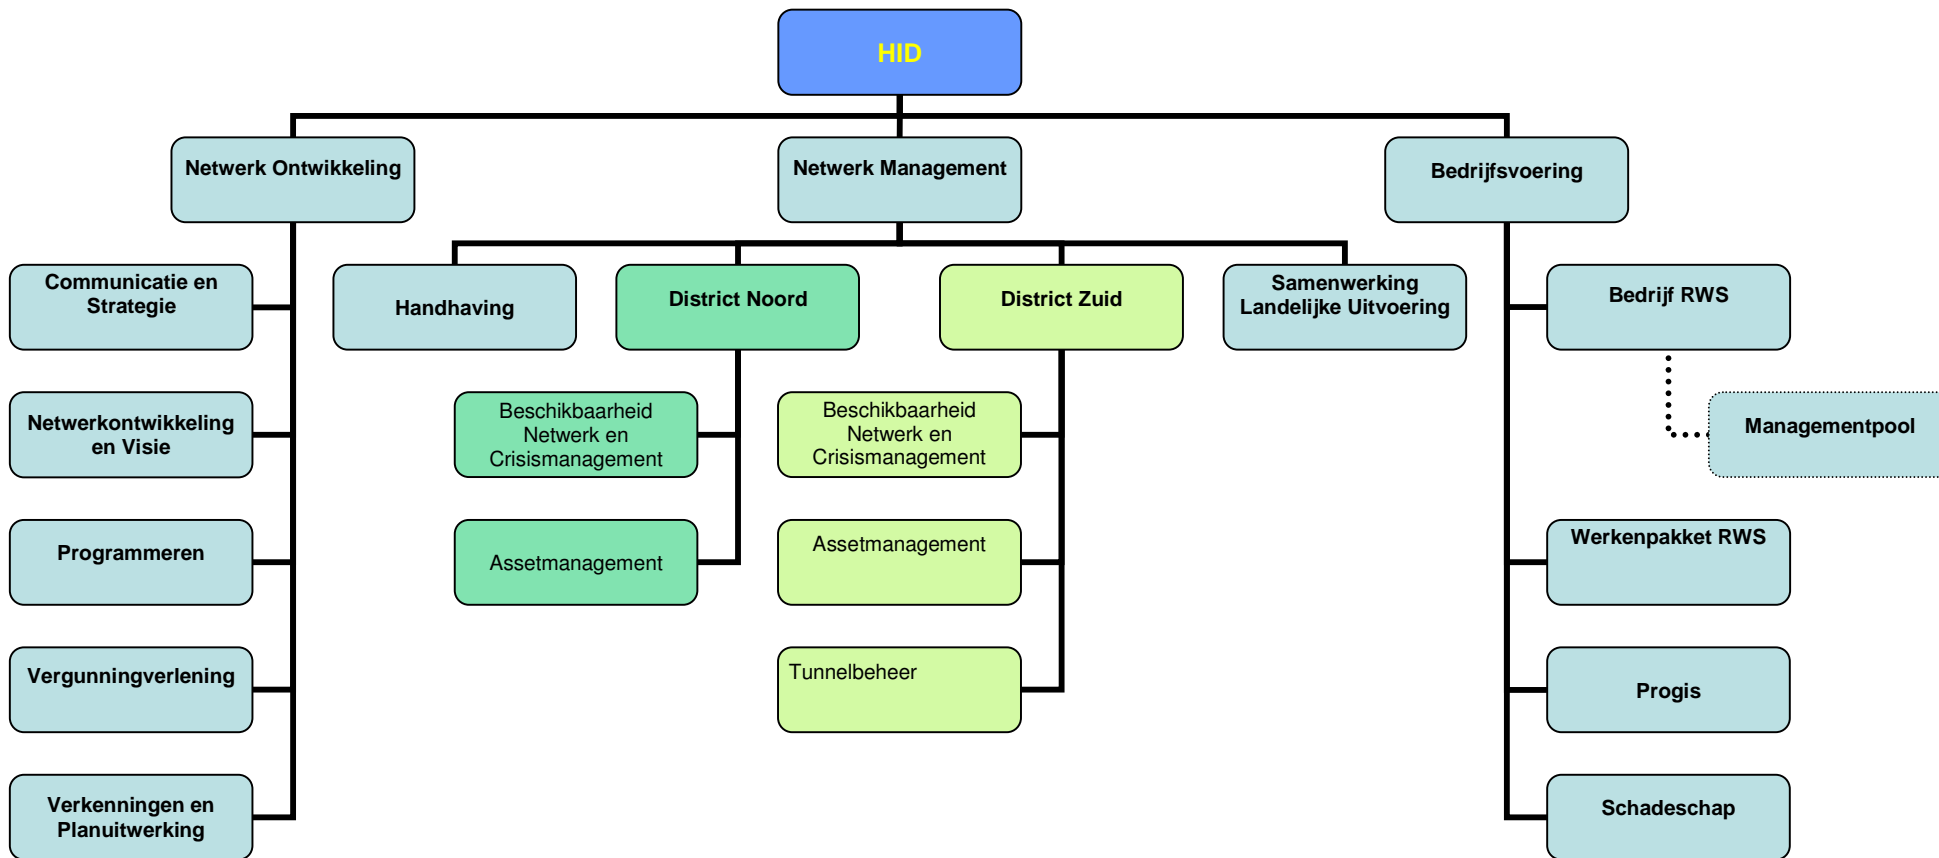 HID
Netwerk Ontwikkeling
Netwerk Management
Bedrijfsvoering
Communicatie en
Strategie
Handhaving
District Noord
District Zuid
Samenwerking
Landelijke Uitvoering
Bedrijf RWS
Netwerkontwikkeling
en Visie
Beschikbaarheid
Netwerk en
Crisismanagement
Beschikbaarheid
Netwerk en
Crisismanagement
Managementpool
Programmeren
Assetmanagement
Assetmanagement
Werkenpakket RWS
Vergunningverlening
Tunnelbeheer
Progis
Verkenningen en
Planuitwerking
Schadeschap